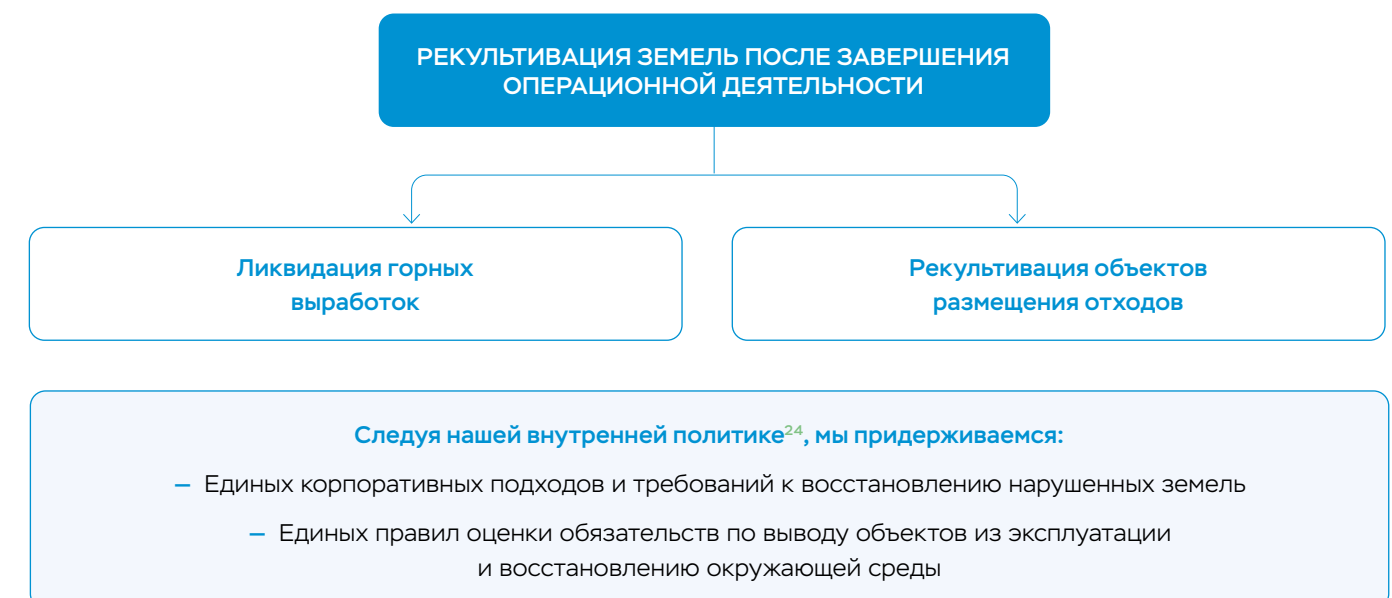 РЕКУЛЬТИВАЦИЯ ЗЕМЕЛЬ ПОСЛЕ ЗАВЕРШЕНИЯ
ОПЕРАЦИОННОЙ ДЕЯТЕЛЬНОСТИ
Ликвидация горных
выработок
Рекультивация объектов
размещения отходов
Следуя нашей внутренней политике²⁴, мы придерживаемся:
— Единых корпоративных подходов и требований к восстановлению нарушенных земель
— Единых правил оценки обязательств по выводу объектов из эксплуатации
и восстановлению окружающей среды